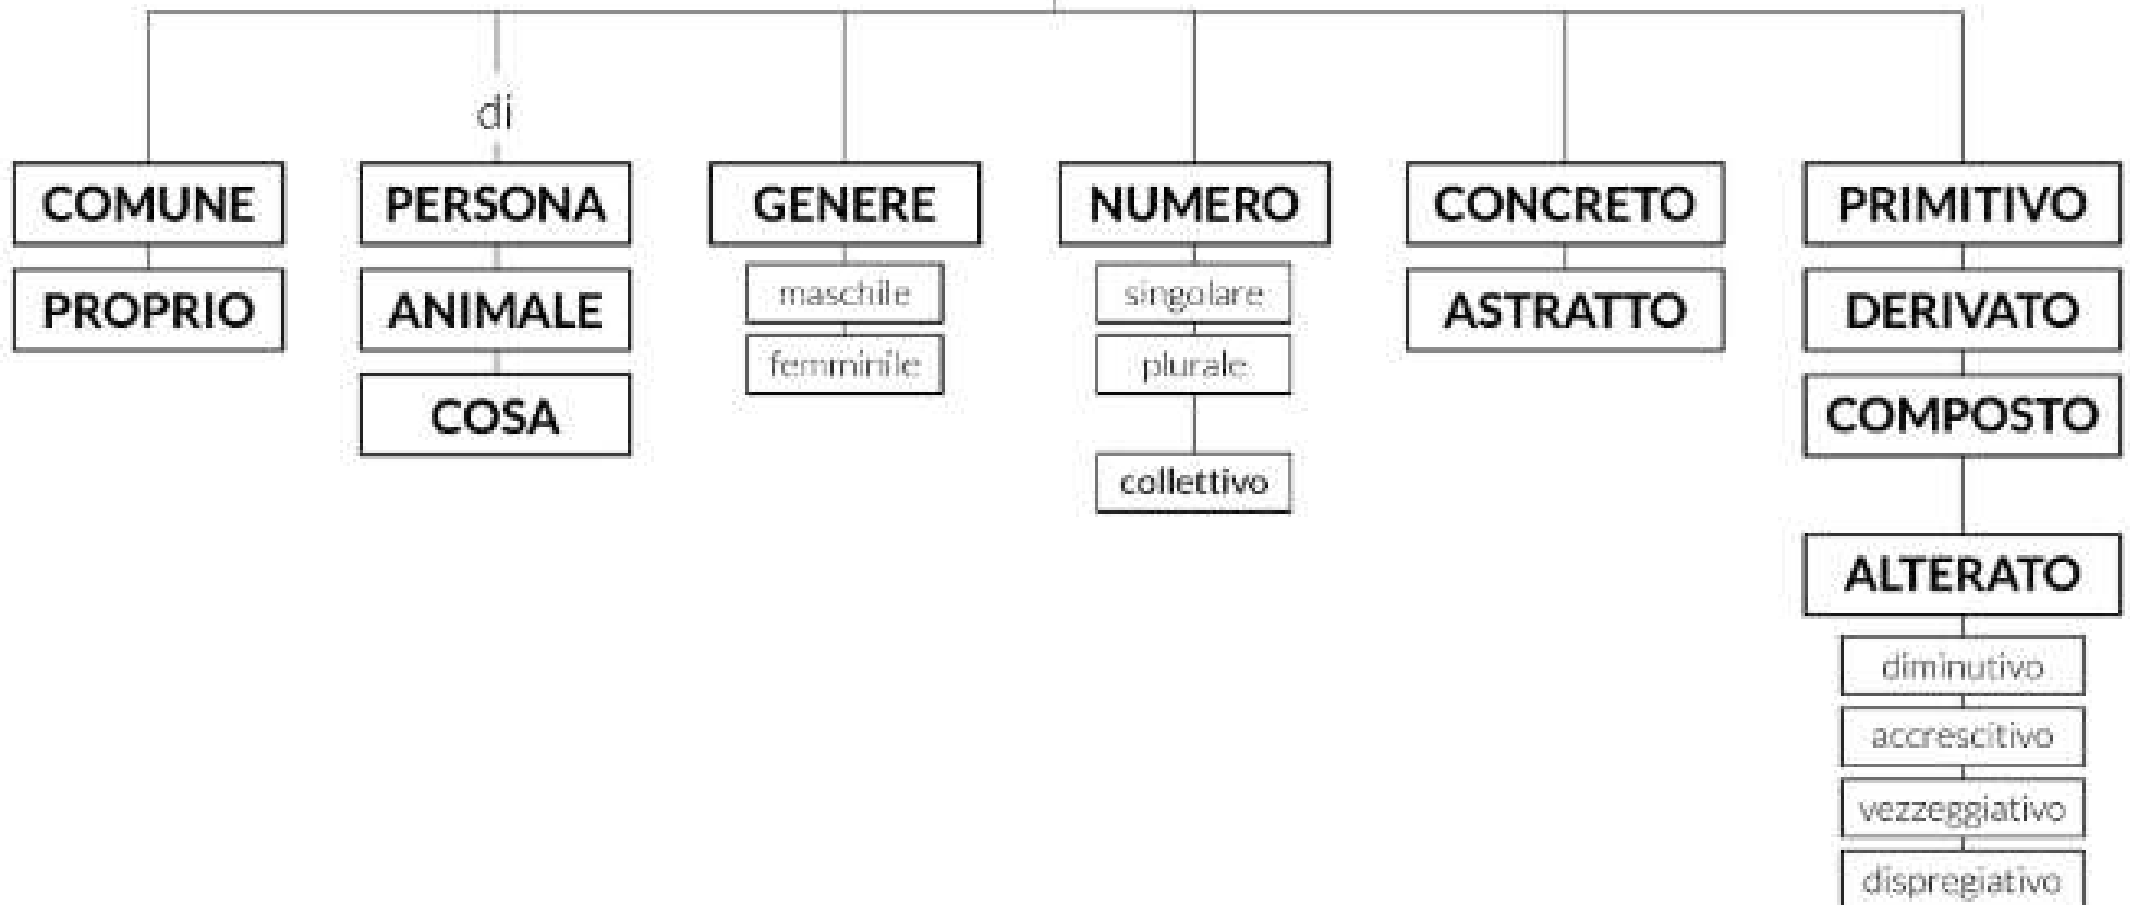 di
COMUNE
PROPRIO
PERSONA
ANIMALE
COSA
GENERE
maschile
femminile
NUMERO
singolare
plurale
collettivo
CONCRETO
ASTRATTO
PRIMITIVO
DERIVATO
COMPOSTO
ALTERATO
diminutivo
accrescitivo
vezzeggiativo
dispregiativo